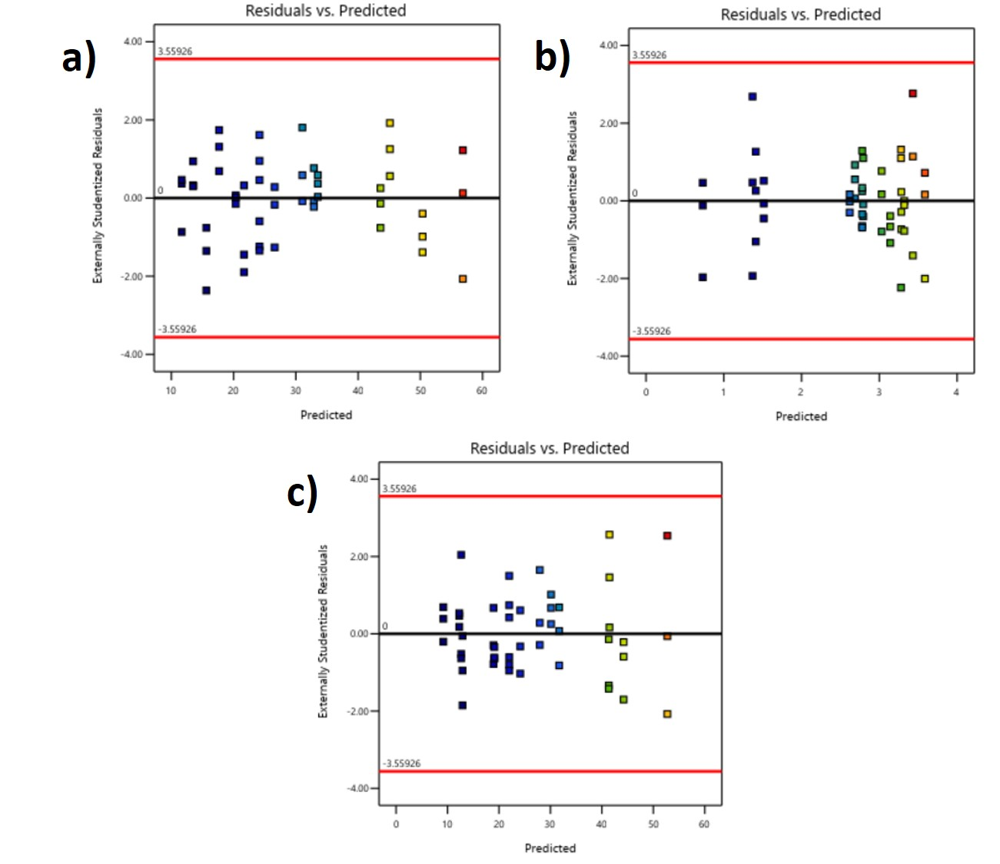 a)
Residuals vs. Predicted
Externally Studentized Residuals
4.00
3.55926
2.00
0
0.00
-2.00
-3.55926
-4.00
10 20 30 40 50 60
Predicted
b)
Residuals vs. Predicted
Externally Studentized Residuals
4.00
3.55926
2.00
0
0.00
-2.00
-3.55926
-4.00
0 1 2 3 4
Predicted
c)
Residuals vs. Predicted
Externally Studentized Residuals
4.00
3.55926
2.00
0
0.00
-2.00
-3.55926
-4.00
0 10 20 30 40 50 60
Predicted